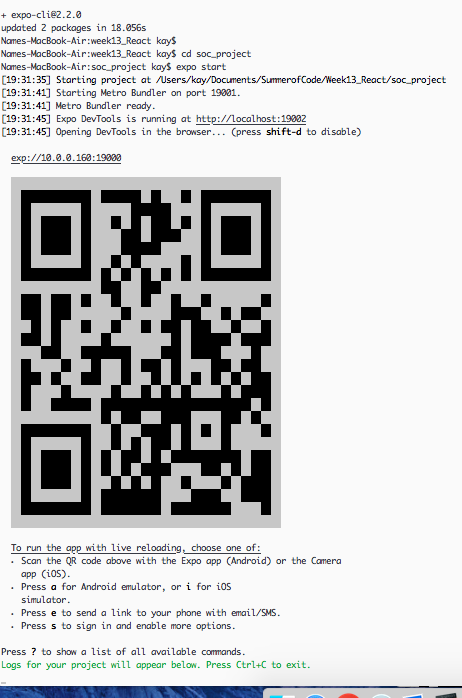 + expo-cli@2.2.0
updated 2 packages in 18.056s
Names-MacBook-Air:week13_React kay$
Names-MacBook-Air:week13_React kay$ cd soc_project
Names-MacBook-Air:soc_project kay$ expo start
[19:31:35] Starting project at /Users/kay/Documents/SummerofCode/Week13_React/soc_project
[19:31:41] Starting Metro Bundler on port 19001.
[19:31:41] Metro Bundler ready.
[19:31:45] Expo DevTools is running at http://localhost:19002
[19:31:45] Opening DevTools in the browser... (press shift-d to disable)
exp://10.0.0.160:19000
To run the app with live reloading, choose one of:
• Scan the QR code above with the Expo app (Android) or the Camera
app (iOS).
• Press a for Android emulator, or i for iOS
simulator.
• Press e to send a link to your phone with email/SMS.
• Press s to sign in and enable more options.
Press ? to show a list of all available commands.
Logs for your project will appear below. Press Ctrl+C to exit.